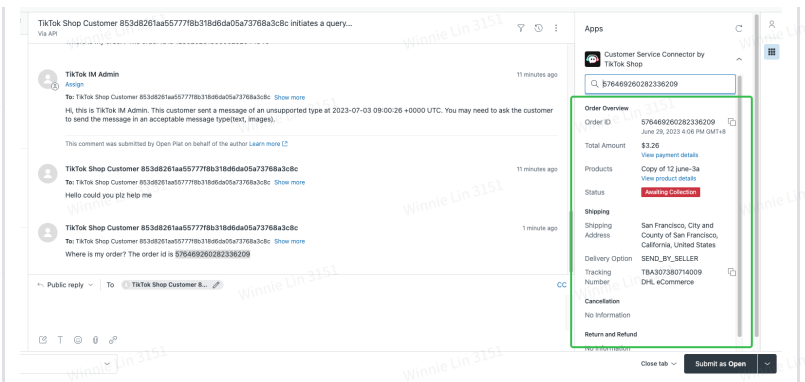 TikTok Shop Customer 853d8261aa55777f8b318d6da05a73768a3c8c initiates a query...
Via API
TikTok IM Admin
11 minutes ago
Assign
To: TikTok Shop Customer 853d8261aa55777f8b318d6da05a73768a3c8c Show more
Hi, this is TikTok IM Admin. This customer sent a message of an unsupported type at 2023-07-03 09:00:26 +0000 UTC. You may need to ask the customer
to send the message in an acceptable message type(text, images).
This comment was submitted by Open Plat on behalf of the author Learn more
TikTok Shop Customer 853d8261aa55777f8b318d6da05a73768a3c8c
11 minutes ago
To: TikTok Shop Customer 853d8261aa55777f8b318d6da05a73768a3c8c Show more
Hello could you plz help me
TikTok Shop Customer 853d8261aa55777f8b318d6da05a73768a3c8c
1 minute ago
To: TikTok Shop Customer 853d8261aa55777f8b318d6da05a73768a3c8c Show more
Where is my order? The order id is 576469260282336209
Public reply To TikTok Shop Customer 8... CC
Apps
Customer Service Connector by
TikTok Shop
576469260282336209
Order Overview
Order ID 576469260282336209
June 29, 2023 4:06 PM GMT+8
Total Amount $3.26
View payment details
Products Copy of 12 june-3a
View product details
Status Awaiting Collection
Shipping
Shipping San Francisco, City and
Address County of San Francisco,
California, United States
Delivery Option SEND_BY_SELLER
Tracking TBA307380714009
Number DHL eCommerce
Cancellation
No Information
Return and Refund
No Information
Close tab Submit as Open
Winnie Lin 3151